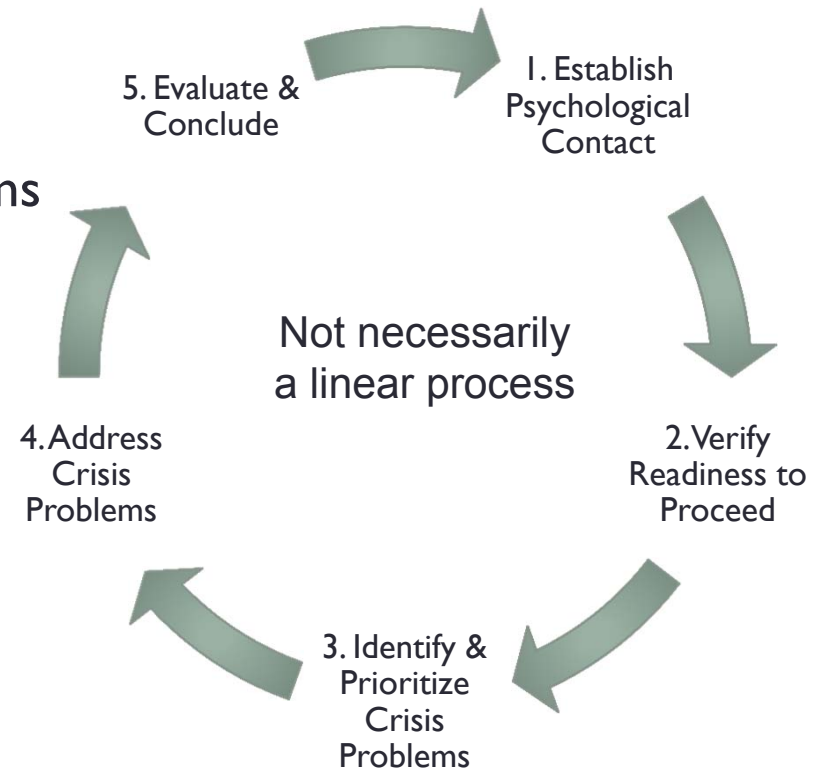 1. Establish
Psychological
Contact
2. Verify
Readiness to
Proceed
3. Identify &
Prioritize
Crisis
Problems
4. Address
Crisis
Problems
5. Evaluate &
Conclude
Not necessarily
a linear process